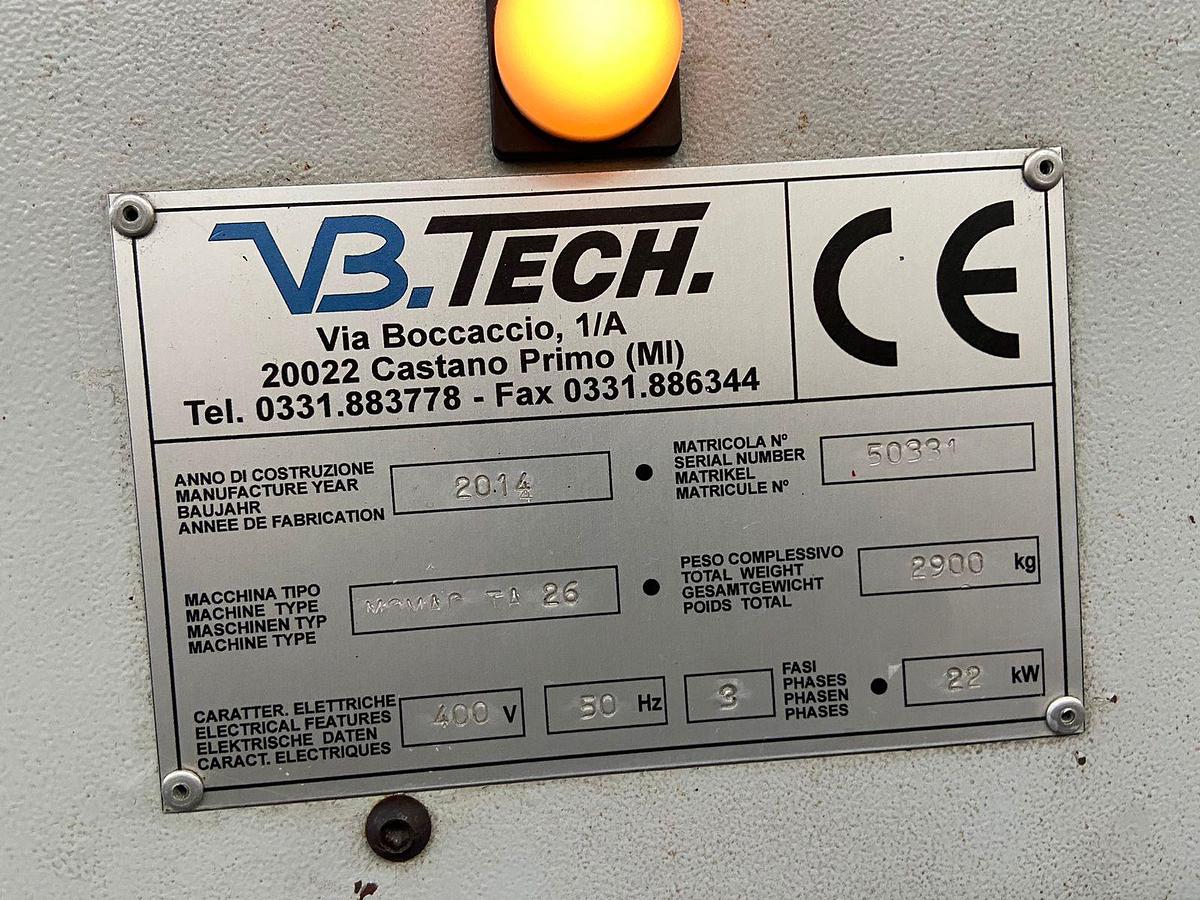 VB.TECH.
Via Boccaccio, 1/A
20022 Castano Primo (MI)
Tel. 0331.883778 - Fax 0331.886344
CE
ANNO DI COSTRUZIONE
MANUFACTURE YEAR
BAUJAHR
ANNEE DE FABRICATION
2014
MATRICOLA Nº
SERIAL NUMBER
MATRIKEL
MATRICULE Nº
50331
MACCHINA TIPO
MACHINE TYPE
MASCHINEN TYP
MACHINE TYPE
TA 26
PESO COMPLESSIVO
TOTAL WEIGHT
GESAMTGEWICHT
POIDS TOTAL
2900 kg
CARATTER. ELETTRICHE
ELECTRICAL FEATURES
ELEKTRISCHE DATEN
CARACT. ELECTRIQUES
400 V
50 Hz
3
FASI
PHASES
PHASEN
PHASES
22 kW